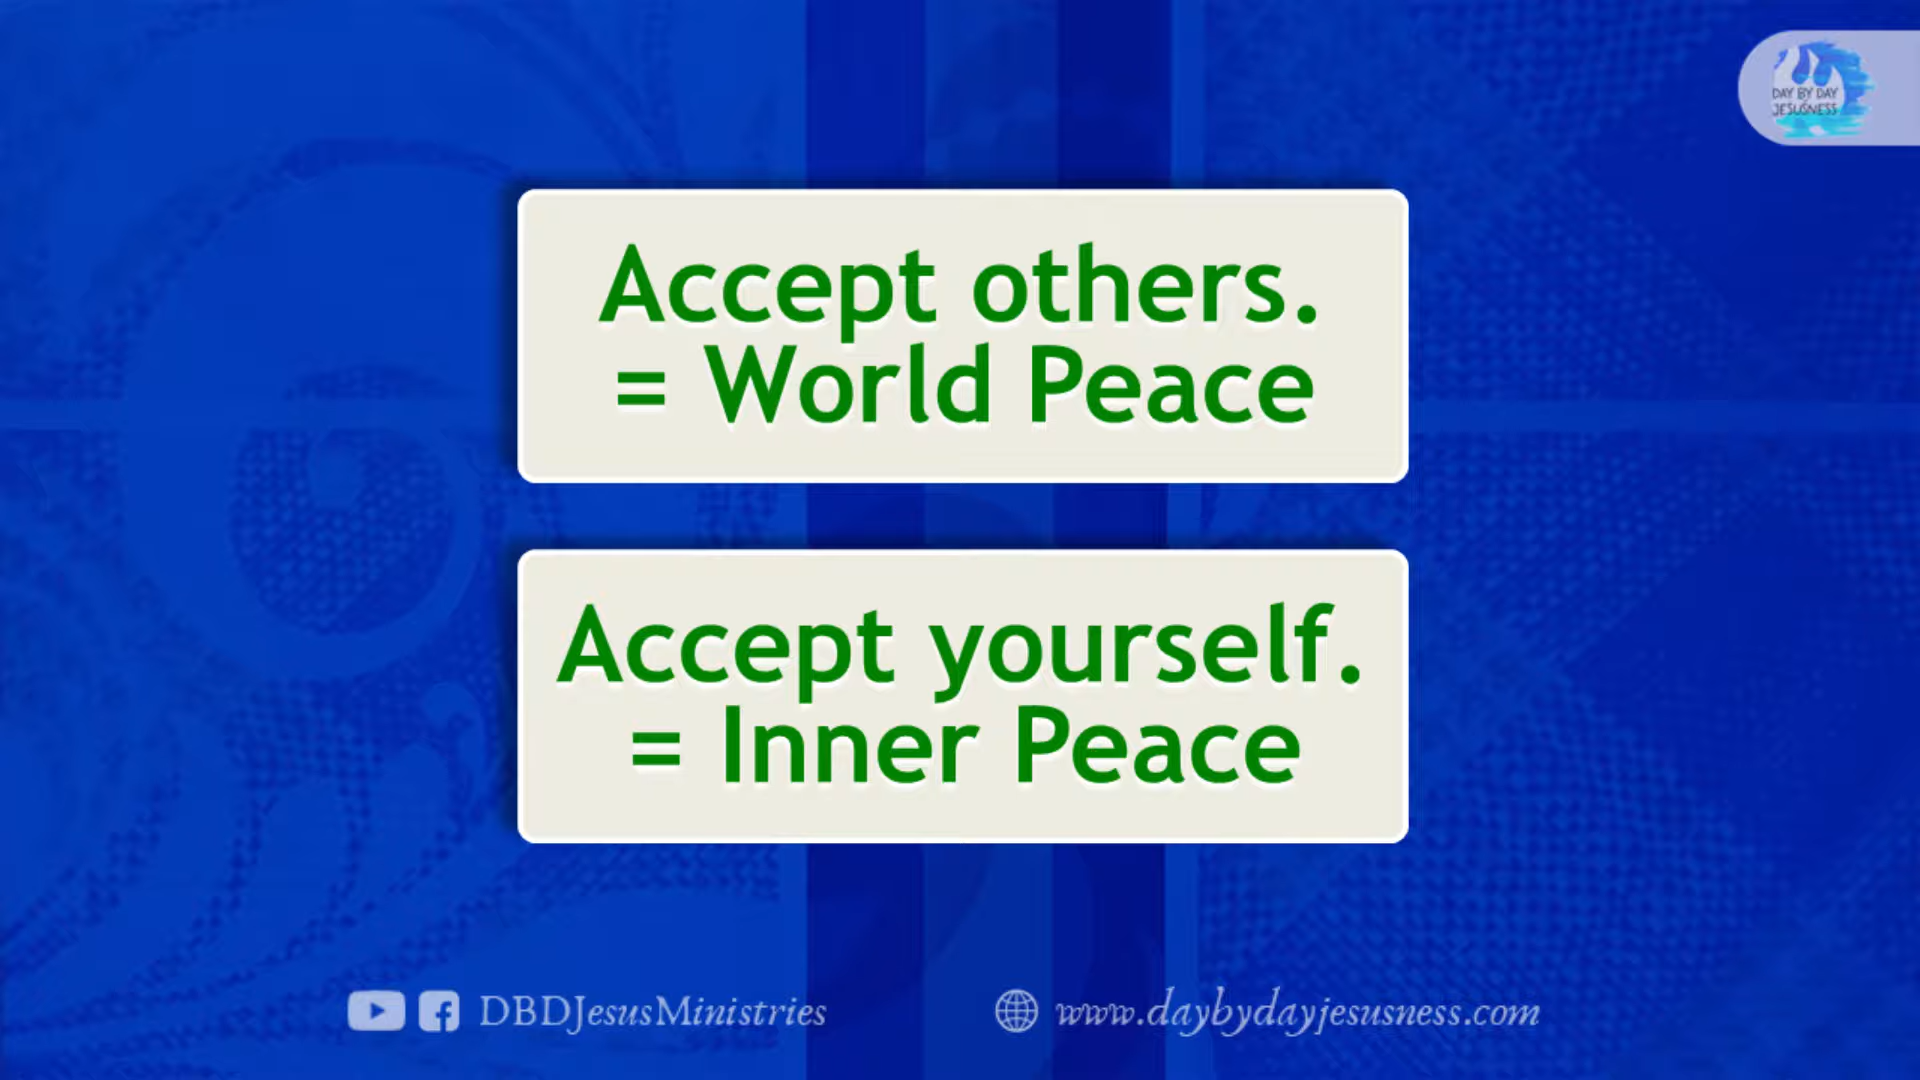 DAY BY DAY
JESUSNESS
Accept others.
= World Peace
Accept yourself.
= Inner Peace
DBDJesusMinistries
www.daybydayjesusness.com